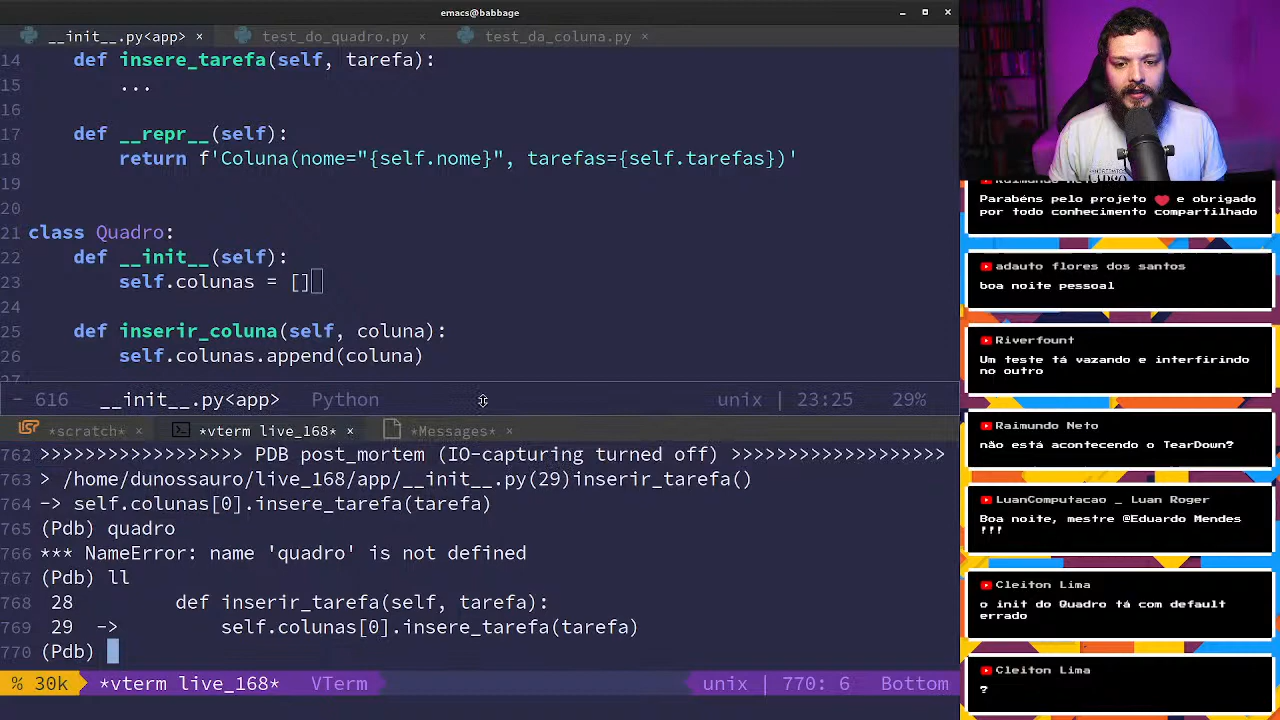 emacs@babbage
__init__.py<app> × test_do_quadro.py × test_da_coluna.py ×
14 def insere_tarefa(self, tarefa):
15 ...
16
17 def __repr__(self):
18 return f'Coluna(nome="{self.nome}", tarefas={self.tarefas})'
19
20
21 class Quadro:
22 def __init__(self):
23 self.colunas = []
24
25 def inserir_coluna(self, coluna):
26 self.colunas.append(coluna)
27
- 616 __init__.py<app> Python unix | 23:25 29%
*scratch* × *vterm live_168* × *Messages* ×
762 >>>>>>>>>>>>>>>>>> PDB post_mortem (IO-capturing turned off) >>>>>>>>>>>>>>>>>>>
763 > /home/dunossauro/live_168/app/__init__.py(29)inserir_tarefa()
764 -> self.colunas[0].insere_tarefa(tarefa)
765 (Pdb) quadro
766 *** NameError: name 'quadro' is not defined
767 (Pdb) ll
768 28 def inserir_tarefa(self, tarefa):
769 29 -> self.colunas[0].insere_tarefa(tarefa)
770 (Pdb)
% 30k *vterm live_168* VTerm unix | 770: 6 Bottom
Raimundo Neto
Parabéns pelo projeto ❤ e obrigado
por todo conhecimento compartilhado
adauto flores dos santos
boa noite pessoal
Riverfount
Um teste tá vazando e interfirindo
no outro
Raimundo Neto
não está acontecendo o TearDown?
LuanComputacao _ Luan Roger
Boa noite, mestre @Eduardo Mendes
!!!
Cleiton Lima
o init do Quadro tá com default
errado
Cleiton Lima
?